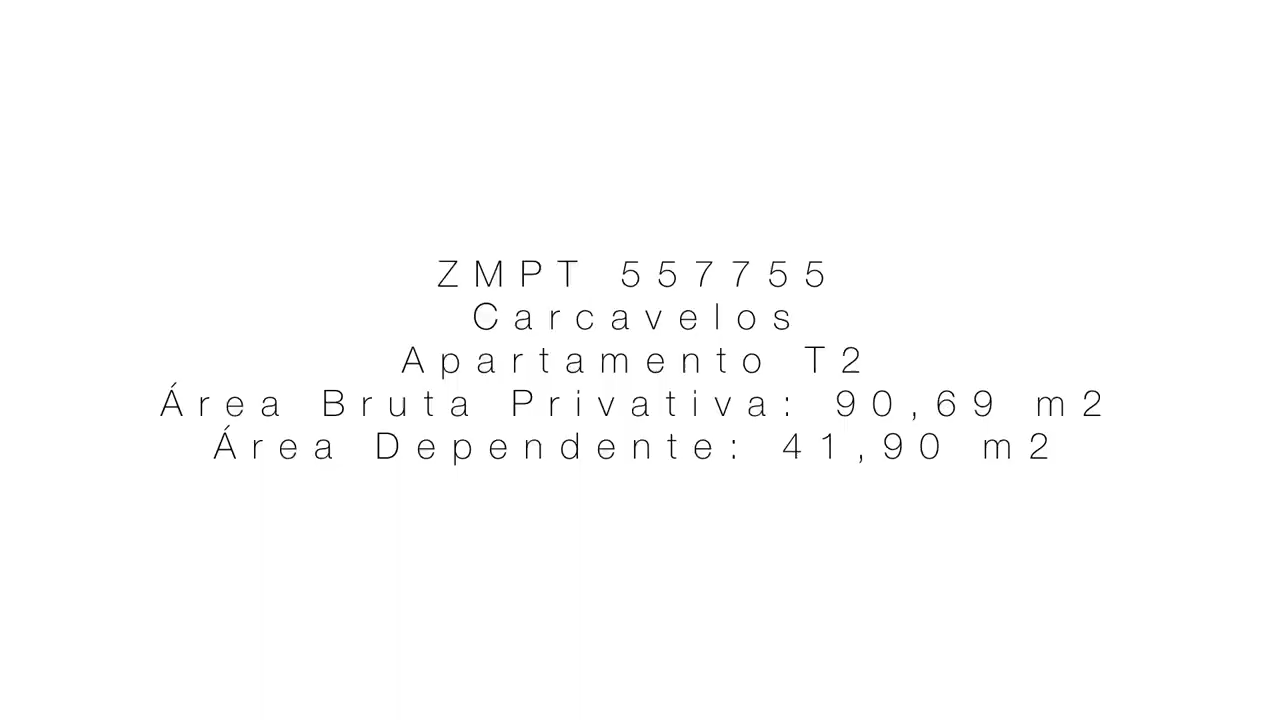 ZMPT 557755
Carcavelos
Apartamento T2
Área Bruta Privativa: 90,69 m2
Área Dependente: 41,90 m2